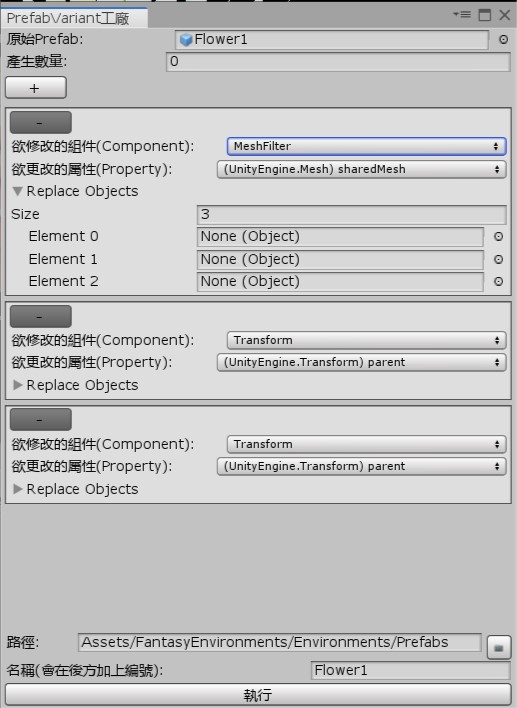 PrefabVariant工廠
原始Prefab: Flower1
產生數量: 0
+
-
欲修改的組件(Component): MeshFilter
欲更改的屬性(Property): (UnityEngine.Mesh) sharedMesh
Replace Objects
Size 3
Element 0 None (Object)
Element 1 None (Object)
Element 2 None (Object)
-
欲修改的組件(Component): Transform
欲更改的屬性(Property): (UnityEngine.Transform) parent
Replace Objects
-
欲修改的組件(Component): Transform
欲更改的屬性(Property): (UnityEngine.Transform) parent
Replace Objects
路徑: Assets/FantasyEnvironments/Environments/Prefabs
名稱(會在後方加上編號): Flower1
執行